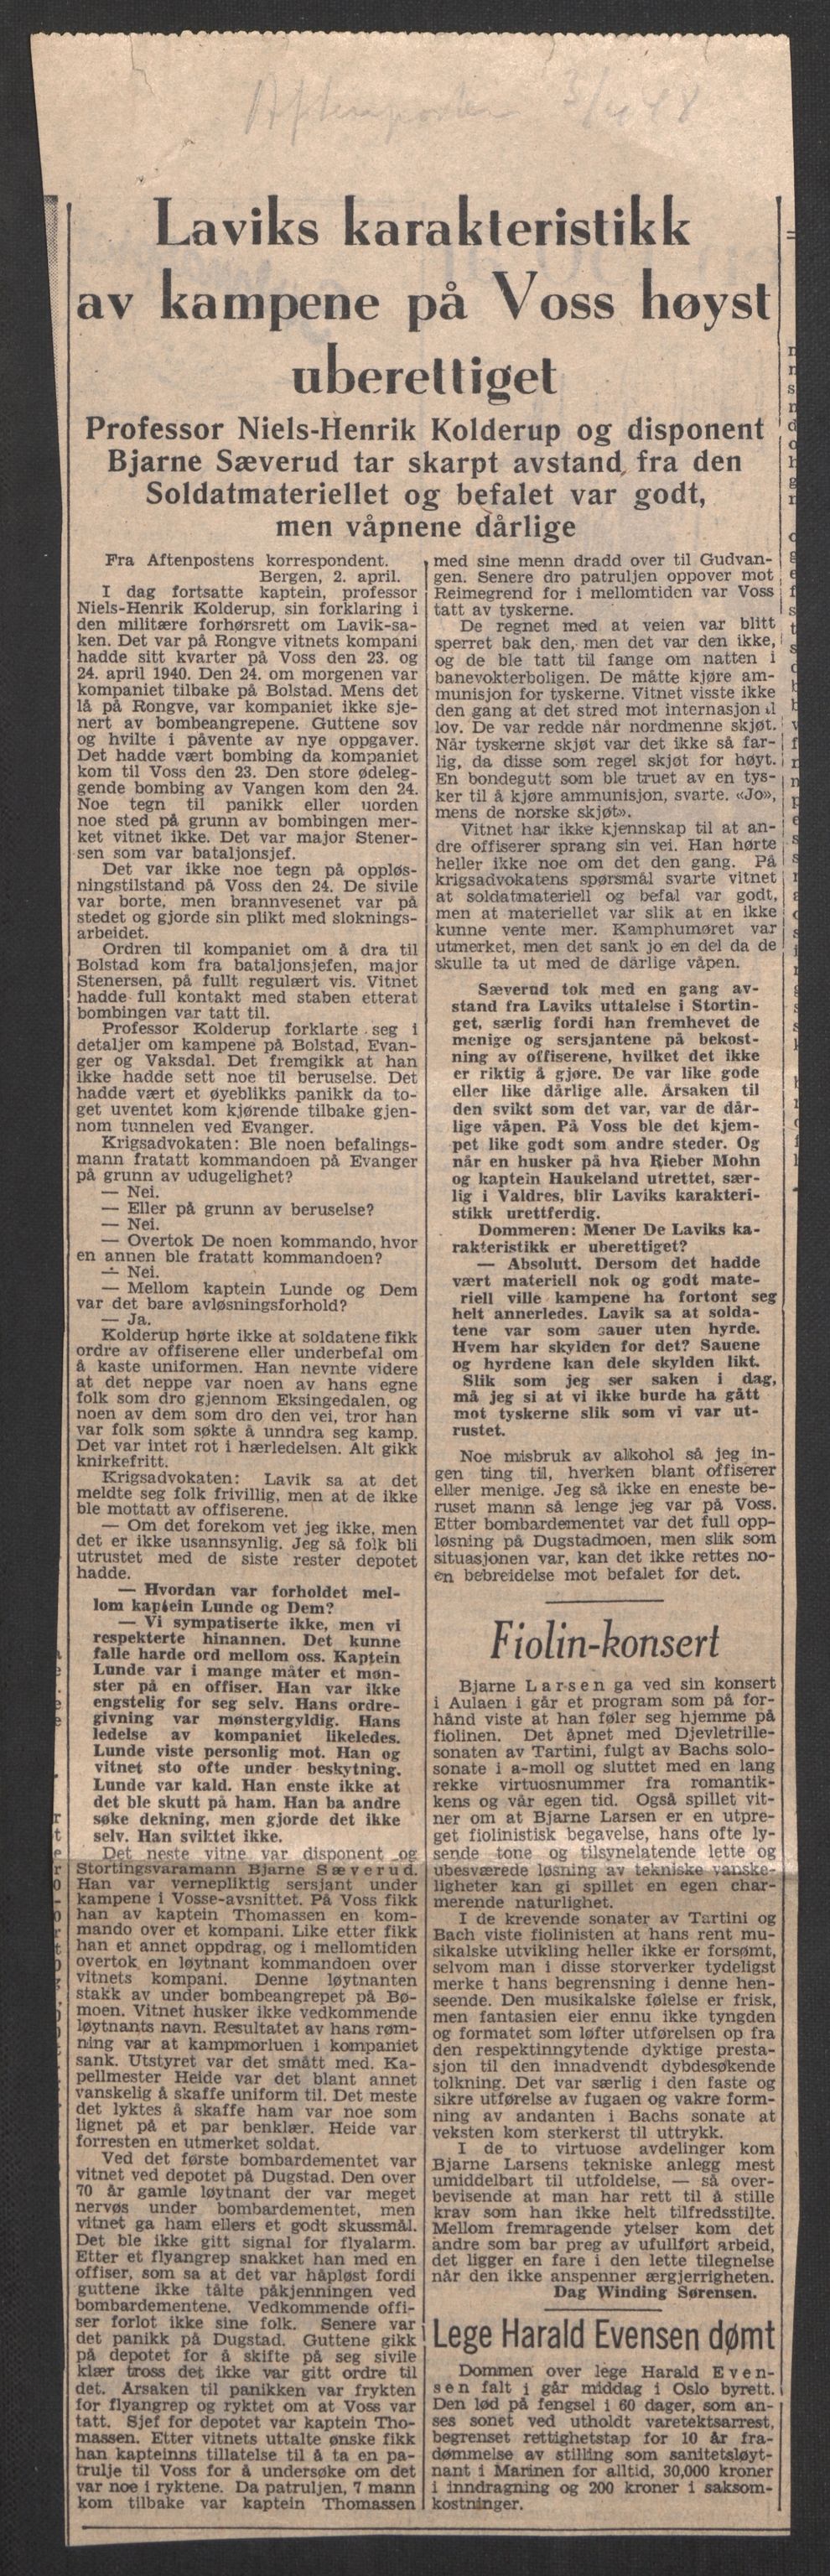 Aftenposten 3/4 48
Laviks karakteristikk
av kampene på Voss høyst
uberettiget
Professor Niels-Henrik Kolderup og disponent
Bjarne Sæverud tar skarpt avstand fra den
Soldatmateriellet og befalet var godt,
men våpnene dårlige
Fra Aftenpostens korrespondent.
Bergen, 2. april.
I dag fortsatte kaptein, professor
Niels-Henrik Kolderup, sin forklaring i
den militære forhørsrett om Lavik-sa-
ken. Det var på Rongve vitnets kompani
hadde sitt kvarter på Voss den 23. og
24. april 1940. Den 24. om morgenen var
kompaniet tilbake på Bolstad. Mens det
lå på Rongve, var kompaniet ikke sje-
nert av bombeangrepene. Guttene sov
og hvilte i påvente av nye oppgaver.
Det hadde vært bombing da kompaniet
kom til Voss den 23. Den store ødeleg-
gende bombing av Vangen kom den 24.
Noe tegn til panikk eller uorden
noe sted på grunn av bombingen mer-
ket vitnet ikke. Det var major Stener-
sen som var bataljonsjef.
Det var ikke noe tegn på oppløs-
ningstilstand på Voss den 24. De sivile
var borte, men brannvesenet var på
stedet og gjorde sin plikt med sloknings-
arbeidet.
Ordren til kompaniet om å dra til
Bolstad kom fra bataljonsjefen, major
Stenersen, på fullt regulært vis. Vitnet
hadde full kontakt med staben etterat
bombingen var tatt til.
Professor Kolderup forklarte seg i
detaljer om kampene på Bolstad, Evan-
ger og Vaksdal. Det fremgikk at han
ikke hadde sett noe til beruselse. Det
hadde vært et øyeblikks panikk da to-
get uventet kom kjørende tilbake gjen-
nom tunnelen ved Evanger.
Krigsadvokaten: Ble noen befalings-
mann fratatt kommandoen på Evanger
på grunn av udugelighet?
— Nei.
— Eller på grunn av beruselse?
— Nei.
— Overtok De noen kommando, hvor
en annen ble fratatt kommandoen?
— Nei.
— Mellom kaptein Lunde og Dem
var det bare avløsningsforhold?
— Ja.
Kolderup hørte ikke at soldatene fikk
ordre av offiserene eller underbefal om
å kaste uniformen. Han nevnte videre
at det neppe var noen av hans egne
folk som dro gjennom Eksingedalen, og
noen av dem som dro den vei, tror han
var folk som søkte å unndra seg kamp.
Det var intet rot i hærledelsen. Alt gikk
knirkefritt.
Krigsadvokaten: Lavik sa at det
meldte seg folk frivillig, men at de ikke
ble mottatt av offiserene.
— Om det forekom vet jeg ikke, men
det er ikke usannsynlig. Jeg så folk bli
utrustet med de siste rester depotet
hadde.
— Hvordan var forholdet mel-
lom kaptein Lunde og Dem?
— Vi sympatiserte ikke, men vi
respekterte hinannen. Det kunne
falle harde ord mellom oss. Kaptein
Lunde var i mange måter et møn-
ster på en offiser. Han var ikke
engstelig for seg selv. Hans ordre-
givning var mønstergyldig. Hans
ledelse av kompaniet likeledes.
Lunde viste personlig mot. Han og
vitnet sto ofte under beskytning.
Lunde var kald. Han enste ikke at
det ble skutt på ham. Han ba andre
søke dekning, men gjorde det ikke
selv. Han sviktet ikke.
Det neste vitne var disponent og
Stortingsvaramann Bjarne Sæverud.
Han var vernepliktig sersjant under
kampene i Vosse-avsnittet. På Voss fikk
han av kaptein Thomassen en kom-
mando over et kompani. Like etter fikk
han et annet oppdrag, og i mellomtiden
overtok en løytnant kommandoen over
vitnets kompani. Denne løytnanten
stakk av under bombeangrepet på Bø-
moen. Vitnet husker ikke vedkommende
løytnants navn. Resultatet av hans røm-
ning var at kampmorluen i kompaniet
sank. Utstyret var det smått med. Ka-
pellmester Heide var det blant annet
vanskelig å skaffe uniform til. Det meste
det lyktes å skaffe ham var noe som
lignet på et par benklær. Heide var
forresten en utmerket soldat.
Ved det første bombardementet var
vitnet ved depotet på Dugstad. Den over
70 år gamle løytnant der var meget
nervøs under bombardementet, men
vitnet ga ham ellers et godt skussmål.
Det ble ikke gitt signal for flyalarm.
Etter et flyangrep snakket han med en
offiser, som sa at det var håpløst fordi
guttene ikke tålte påkjenningen ved
bombardementene. Vedkommende offi-
ser forlot ikke sine folk. Senere var
det panikk på Dugstad. Guttene gikk
på depotet for å skifte på seg sivile
klær tross det ikke var gitt ordre til
det. Årsaken til panikken var frykten
for flyangrep og ryktet om at Voss var
tatt. Sjef for depotet var kaptein Tho-
massen. Etter vitnets uttalte ønske fikk
han kapteinns tillatelse til å ta en pa-
trulje til Voss for å undersøke om det
var noe i ryktene. Da patruljen, 7 mann
kom tilbake var kaptein Thomassen
med sine menn dradd over til Gudvan-
gen. Senere dro patruljen oppover mot
Reimegrend for i mellomtiden var Voss
tatt av tyskerne.
De regnet med at veien var blitt
sperret bak den, men det var den ikke,
og de ble tatt til fange om natten i
banevokterboligen. De måtte kjøre am-
munisjon for tyskerne. Vitnet visste ikke
den gang at det stred mot internasjonal
lov. De var redde når nordmenne skjøt.
Når tyskerne skjøt var det ikke så far-
lig, da disse som regel skjøt for høyt.
En bondegutt som ble truet av en tys-
ker til å kjøre ammunisjon, svarte. «Jo»,
mens de norske skjøt».
Vitnet har ikke kjennskap til at an-
dre offiserer sprang sin vei. Han hørte
heller ikke noe om det den gang. På
krigsadvokatens spørsmål svarte vitnet
at soldatmateriell og befal var godt,
men at materiellet var slik at en ikke
kunne vente mer. Kamphumøret var
utmerket, men det sank jo en del da de
skulle ta ut med de dårlige våpen.
Sæverud tok med en gang av-
stand fra Laviks uttalelse i Stortin-
get, særlig fordi han fremhevet de
menige og sersjantene på bekost-
ning av offiserene, hvilket det ikke
er riktig å gjøre. De var like gode
eller like dårlige alle. Årsaken til
den svikt som det var, var de dår-
lige våpen. På Voss ble det kjem-
pet like godt som andre steder. Og
når en husker på hva Rieber Mohn
og kaptein Haukeland utrettet, sær-
lig i Valdres, blir Laviks karakteri-
stikk urettferdig.
Dommeren: Mener De Laviks ka-
rakteristikk er uberettiget?
— Absolutt. Dersom det hadde
vært materiell nok og godt mate-
riell ville kampene ha fortont seg
helt annerledes. Lavik sa at solda-
tene var som sauer uten hyrde.
Hvem har skylden for det? Sauene
og hyrdene kan dele skylden likt.
Slik som jeg ser saken i dag,
må jeg si at vi ikke burde ha gått
mot tyskerne slik som vi var ut-
rustet.
Noe misbruk av alkohol så jeg in-
gen ting til, hverken blant offiserer
eller menige. Jeg så ikke en eneste be-
ruset mann så lenge jeg var på Voss.
Etter bombardementet var det full opp-
løsning på Dugstadmoen, men slik som
situasjonen var, kan det ikke rettes no-
en bebreidelse mot befalet for det.
Fiolin-konsert
Bjarne Larsen ga ved sin konsert
i Aulaen i går et program som på for-
hånd viste at han føler seg hjemme på
fiolinen. Det åpnet med Djevletrille-
sonaten av Tartini, fulgt av Bachs solo-
sonate i a-moll og sluttet med en lang
rekke virtuosnummer fra romantik-
kens og vår egen tid. Også spillet vit-
ner om at Bjarne Larsen er en utpre-
get fiolinistisk begavelse, hans ofte ly-
sende tone og tilsynelatende lette og
ubesværede løsning av tekniske vanske-
ligheter kan gi spillet en egen char-
merende naturlighet.
I de krevende sonater av Tartini og
Bach viste fiolinisten at hans rent mu-
sikalske utvikling heller ikke er forsømt,
selvom man i disse storverker tydeligst
merke t hans begrensning i denne hen-
seende. Den musikalske følelse er frisk,
men fantasien eier ennu ikke tyngden
og formatet som løfter utførelsen op fra
den respektinngytende dyktige presta-
sjon til den innadvendt dybdesøkende
tolkning. Det var særlig i den faste og
sikre utførelse av fugaen og vakre form-
ning av andanten i Bachs sonate at
veksten kom sterkerst til uttrykk.
I de to virtuose avdelinger kom
Bjarne Larsens tekniske anlegg mest
umiddelbart til utfoldelse, — så over-
bevisende at man har rett til å stille
krav som han ikke helt tilfredsstilte.
Mellom fremragende ytelser kom det
andre som bar preg av ufullført arbeid,
det ligger en fare i den lette tilegnelse
når den ikke anspenner ærgjerrigheten.
Dag Winding Sørensen.
Lege Harald Evensen dømt
Dommen over lege Harald Even-
sen falt i går middag i Oslo byrett.
Den lød på fengsel i 60 dager, som an-
ses sonet ved utholdt varetektsarrest,
begrenset rettighetstap for 10 år fra-
dømmelse av stilling som sanitetsløyt-
nant i Marinen for alltid, 30,000 kroner
i inndragning og 200 kroner i saksom-
kostninger.